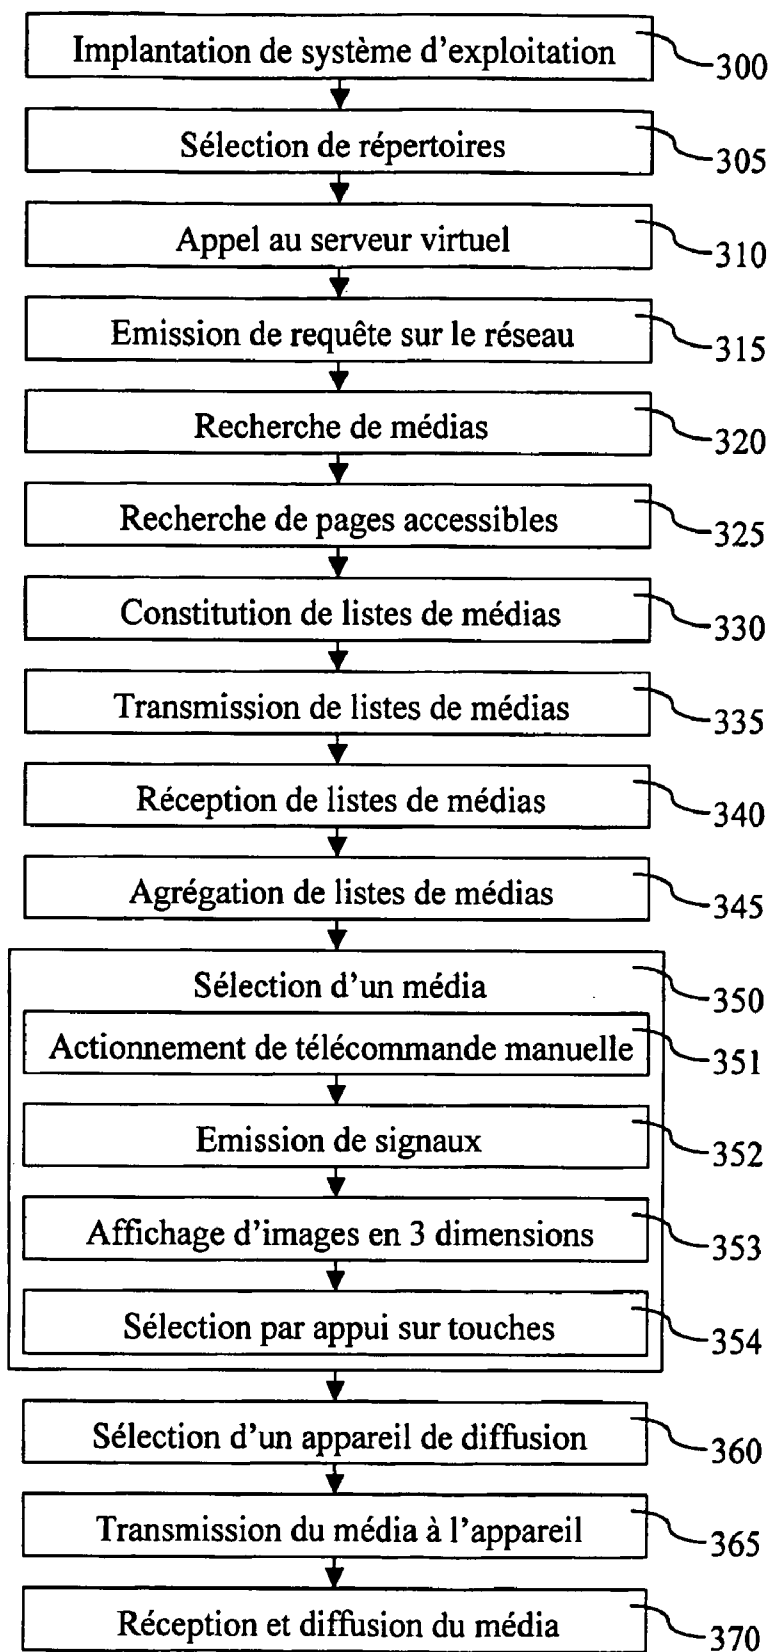 Implantation de système d'exploitation
300
Sélection de répertoires
305
Appel au serveur virtuel
310
Emission de requête sur le réseau
315
Recherche de médias
320
Recherche de pages accessibles
325
Constitution de listes de médias
330
Transmission de listes de médias
335
Réception de listes de médias
340
Agrégation de listes de médias
345
Sélection d'un média
350
Actionnement de télécommande manuelle
351
Emission de signaux
352
Affichage d'images en 3 dimensions
353
Sélection par appui sur touches
354
Sélection d'un appareil de diffusion
360
Transmission du média à l'appareil
365
Réception et diffusion du média
370